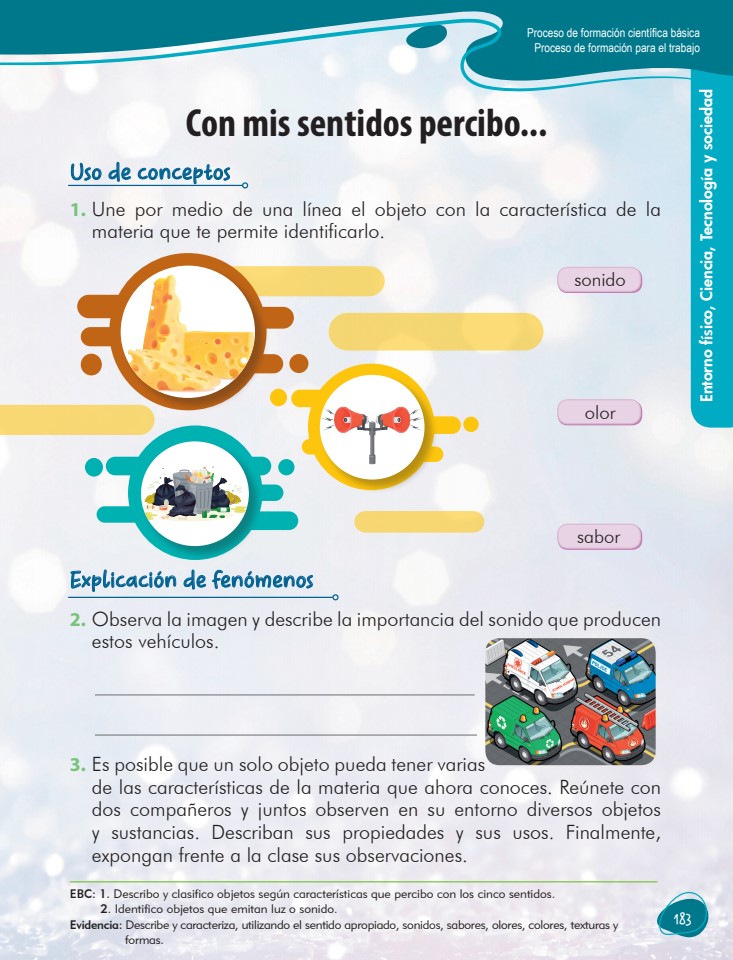 Proceso de formación científica básica
Proceso de formación para el trabajo
Entorno físico, Ciencia, Tecnología y sociedad
Con mis sentidos percibo...
Uso de conceptos
1. Une por medio de una línea el objeto con la característica de la
materia que te permite identificarlo.
sonido
olor
sabor
Explicación de fenómenos
2. Observa la imagen y describe la importancia del sonido que producen
estos vehículos.
54
POLICE
3. Es posible que un solo objeto pueda tener varias
de las características de la materia que ahora conoces. Reúnete con
dos compañeros y juntos observen en su entorno diversos objetos
y sustancias. Describan sus propiedades y sus usos. Finalmente,
expongan frente a la clase sus observaciones.
EBC: 1. Describo y clasifico objetos según características que percibo con los cinco sentidos.
2. Identifico objetos que emitan luz o sonido.
Evidencia: Describe y caracteriza, utilizando el sentido apropiado, sonidos, sabores, olores, colores, texturas y
formas.
183